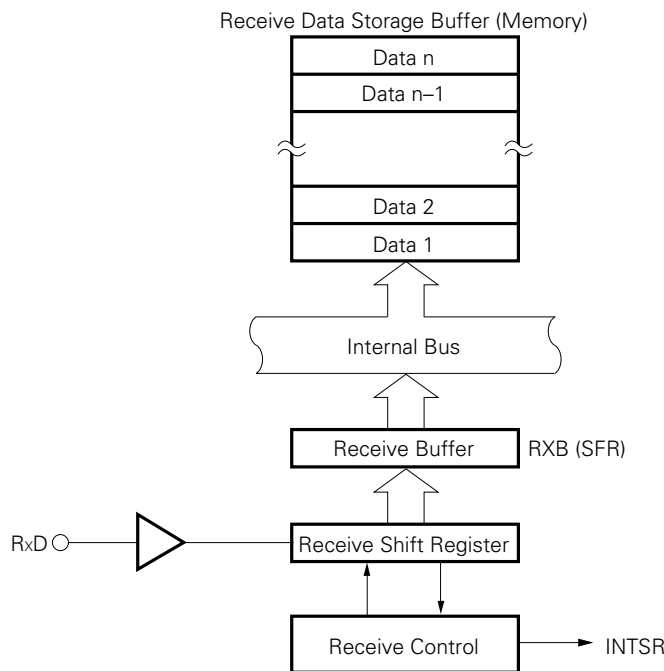 Receive Data Storage Buffer (Memory)
Data n
Data n–1
Data 2
Data 1
Internal Bus
Receive Buffer
RXB (SFR)
RxD
Receive Shift Register
Receive Control
INTSR